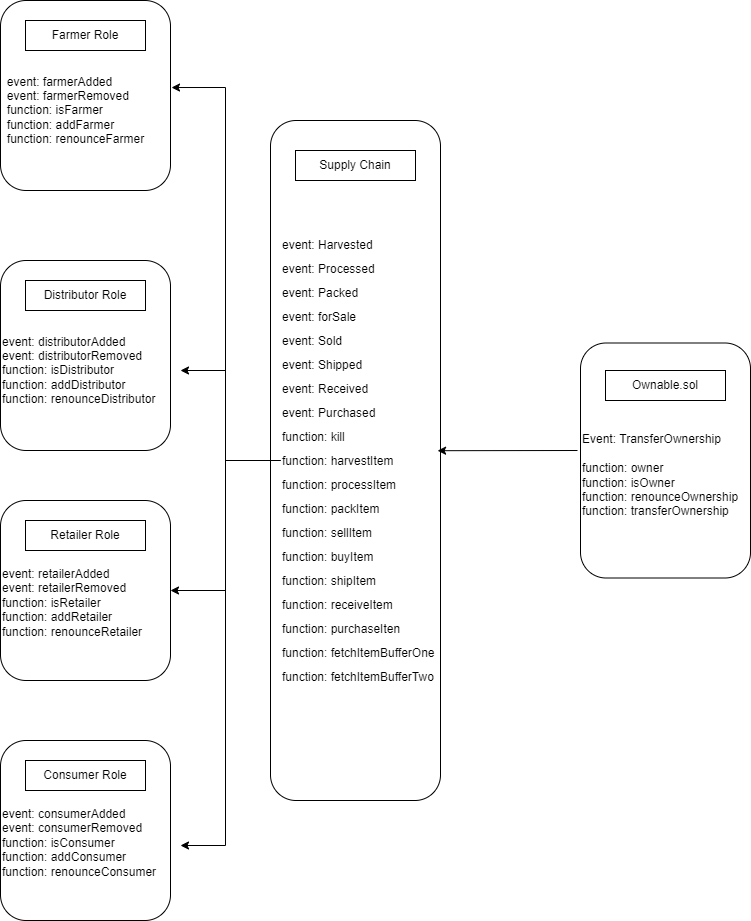 Farmer Role
event: farmerAdded
event: farmerRemoved
function: isFarmer
function: addFarmer
function: renounceFarmer
Distributor Role
event: distributorAdded
event: distributorRemoved
function: isDistributor
function: addDistributor
function: renounceDistributor
Retailer Role
event: retailerAdded
event: retailerRemoved
function: isRetailer
function: addRetailer
function: renounceRetailer
Consumer Role
event: consumerAdded
event: consumerRemoved
function: isConsumer
function: addConsumer
function: renounceConsumer
Supply Chain
event: Harvested
event: Processed
event: Packed
event: forSale
event: Sold
event: Shipped
event: Received
event: Purchased
function: kill
function: harvestItem
function: processItem
function: packItem
function: sellItem
function: buyItem
function: shipItem
function: receiveItem
function: purchaseIten
function: fetchItemBufferOne
function: fetchItemBufferTwo
Ownable.sol
Event: TransferOwnership
function: owner
function: isOwner
function: renounceOwnership
function: transferOwnership